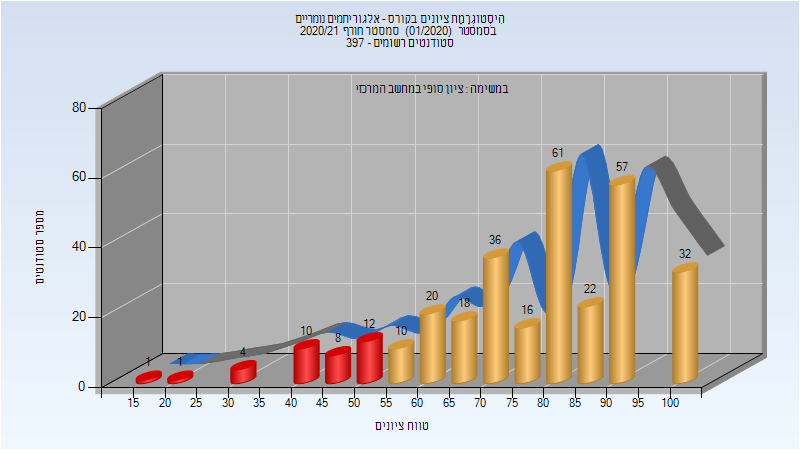 היסטוגרמת ציונים בקורס - אלגוריתמים נומריים
בסמסטר (01/2020) סמסטר חורף 2020/21
סטודנטים רשומים - 397
במשימה : ציון סופי במחשב המרכזי
מספר סטודנטים
80
60
40
20
0
1
1
4
10
8
12
10
20
18
36
16
61
22
57
32
15 20 25 30 35 40 45 50 55 60 65 70 75 80 85 90 95 100
טווח ציונים